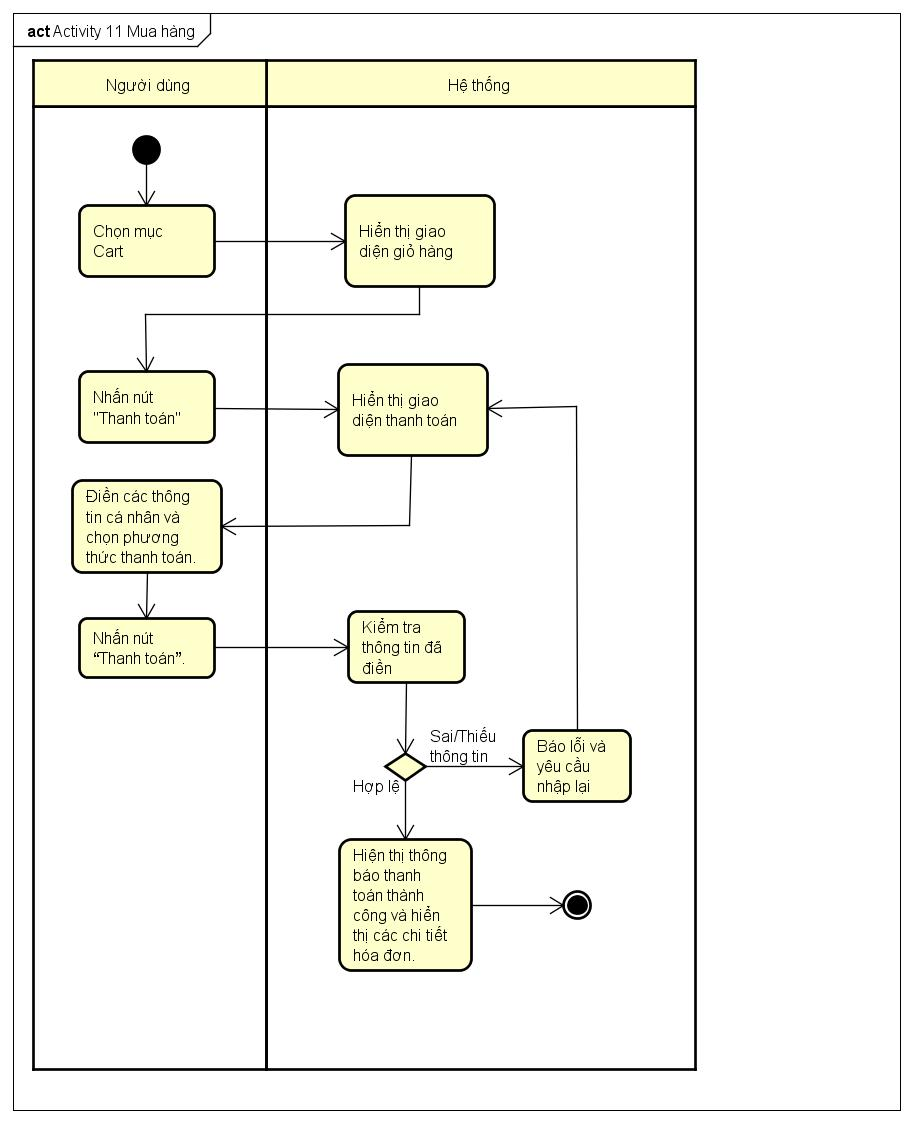 act Activity 11 Mua hàng
Người dùng
Hệ thống
Chọn mục
Cart
Hiển thị giao
diện giỏ hàng
Nhấn nút
"Thanh toán"
Hiển thị giao
diện thanh toán
Điền các thông
tin cá nhân và
chọn phương
thức thanh toán.
Nhấn nút
“Thanh toán”.
Kiểm tra
thông tin đã
điền
Sai/Thiếu
thông tin
Báo lỗi và
yêu cầu
nhập lại
Hợp lệ
Hiện thị thông
báo thanh
toán thành
công và hiển
thị các chi tiết
hóa đơn.